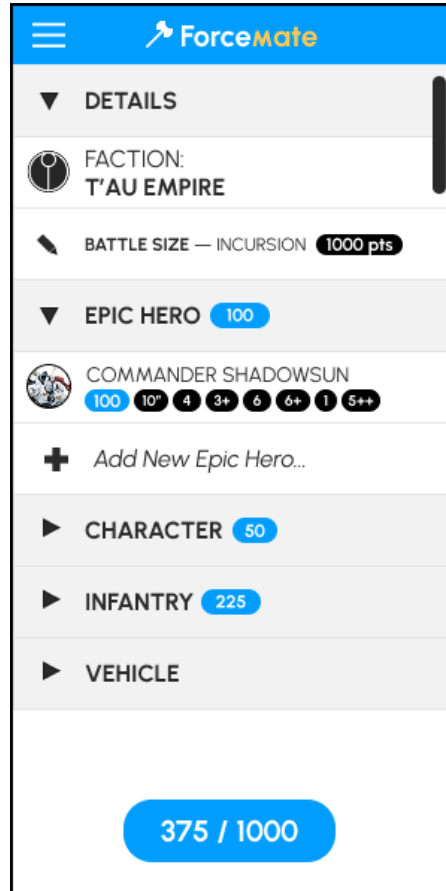 ForceMate
DETAILS
FACTION:
T'AU EMPIRE
BATTLE SIZE — INCURSION 1000 pts
EPIC HERO 100
COMMANDER SHADOWSUN
100 10" 4 3+ 6 6+ 1 5++
Add New Epic Hero...
CHARACTER 50
INFANTRY 225
VEHICLE
375 / 1000